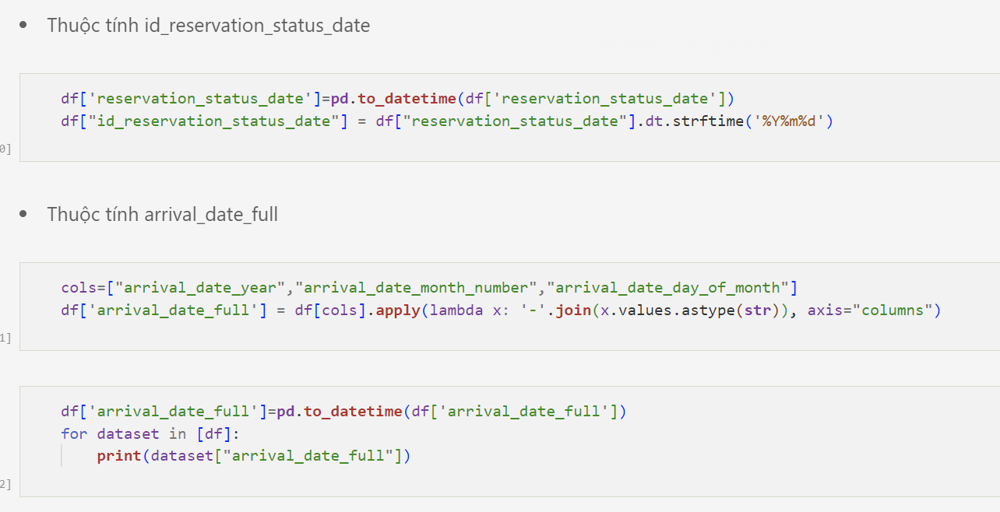 • Thuộc tính id_reservation_status_date
df['reservation_status_date']=pd.to_datetime(df['reservation_status_date'])
df["id_reservation_status_date"] = df["reservation_status_date"].dt.strftime('%Y%m%d')
0]
• Thuộc tính arrival_date_full
cols=["arrival_date_year","arrival_date_month_number","arrival_date_day_of_month"]
df['arrival_date_full'] = df[cols].apply(lambda x: '-'.join(x.values.astype(str)), axis="columns")
1]
df['arrival_date_full']=pd.to_datetime(df['arrival_date_full'])
for dataset in [df]:
    print(dataset["arrival_date_full"])
2]